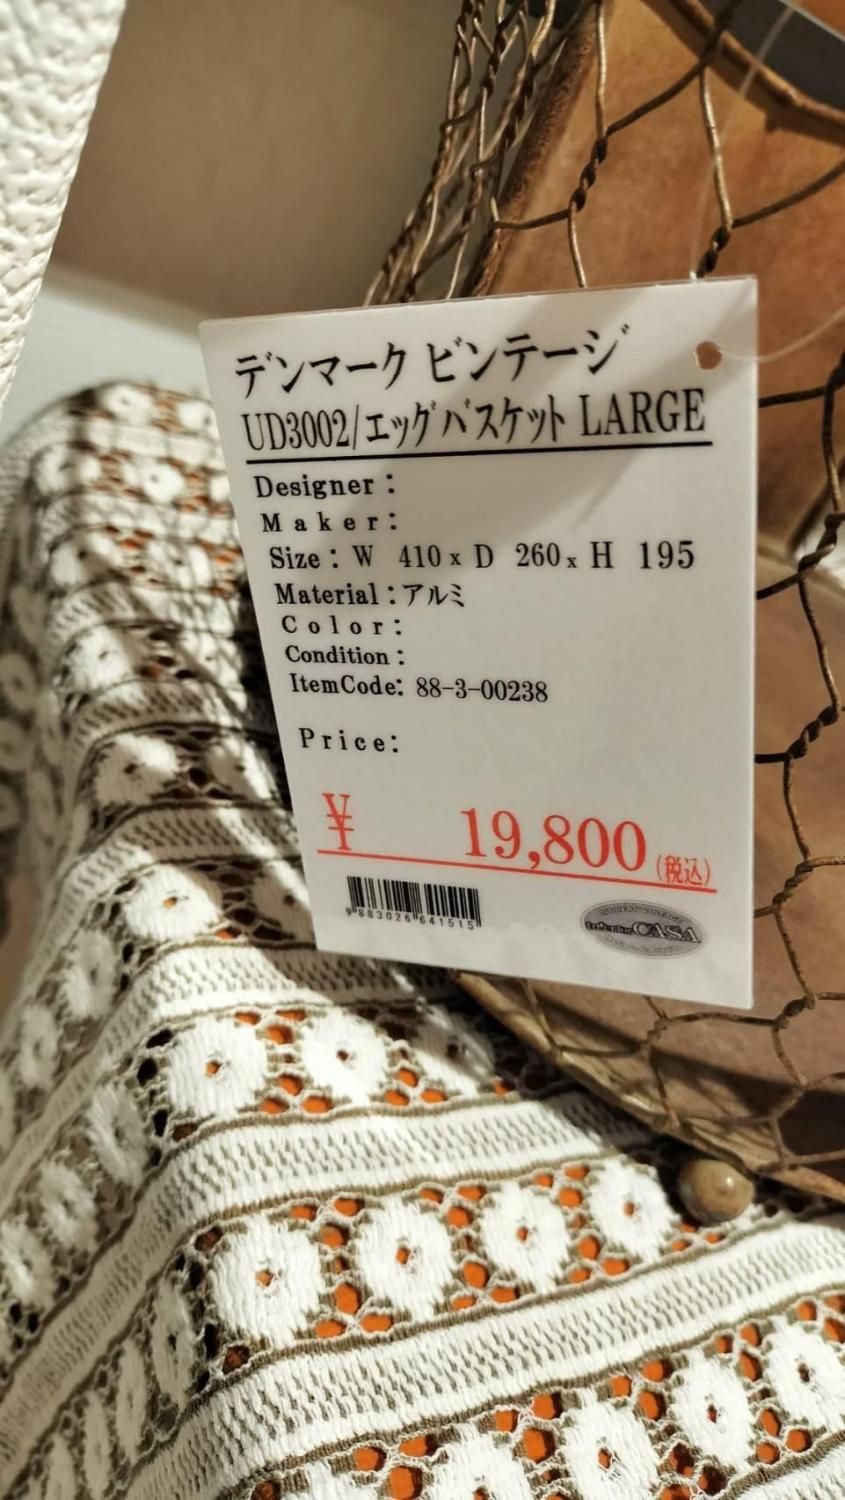 デンマーク ビンテージ
UD3002/エッグバスケット LARGE
Designer：
Maker：
Size：W 410 x D 260 x H 195
Material：アルミ
Color：
Condition：
ItemCode： 88-3-00238
Price：
¥ 19,800 (税込)
9883026641515
interior CASA